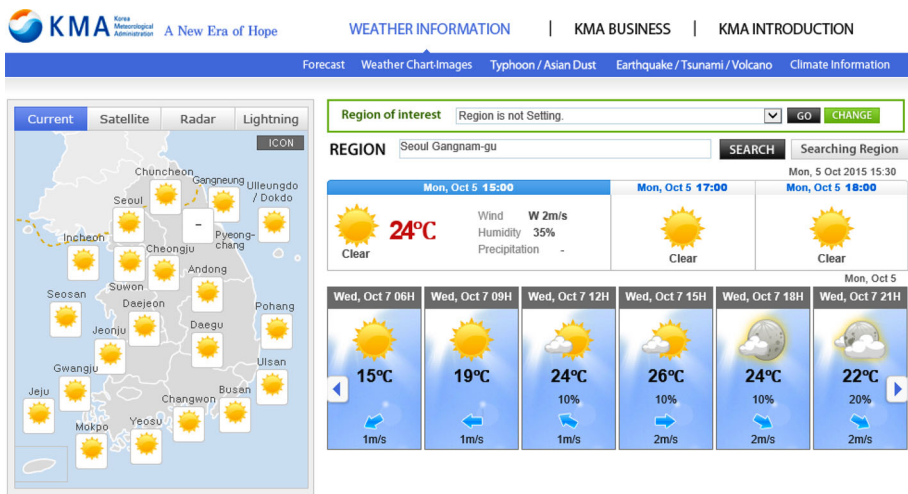 KMA Korea Meteorological Administration A New Era of Hope
WEATHER INFORMATION | KMA BUSINESS | KMA INTRODUCTION
Forecast Weather Chart·Images Typhoon / Asian Dust Earthquake / Tsunami / Volcano Climate Information
Current Satellite Radar Lightning
ICON
Chuncheon
Gangneung
Ulleungdo
/ Dokdo
Seoul
-
Incheon
Pyeong-
chang
Cheongju
Andong
Suwon
Seosan
Daejeon
Pohang
Jeonju
Daegu
Ulsan
Gwangju
Jeju
Busan
Changwon
Mokpo
Yeosu
Region of interest Region is not Setting. GO CHANGE
REGION Seoul Gangnam-gu SEARCH Searching Region
Mon, 5 Oct 2015 15:30
Mon, Oct 5 15:00 Mon, Oct 5 17:00 Mon, Oct 5 18:00
24℃
Wind W 2m/s
Humidity 35%
Precipitation -
Clear Clear Clear
Mon, Oct 5
Wed, Oct 7 06H Wed, Oct 7 09H Wed, Oct 7 12H Wed, Oct 7 15H Wed, Oct 7 18H Wed, Oct 7 21H
15℃ 19℃ 24℃ 26℃ 24℃ 22℃
10% 10% 10% 20%
1m/s 1m/s 1m/s 2m/s 2m/s 2m/s